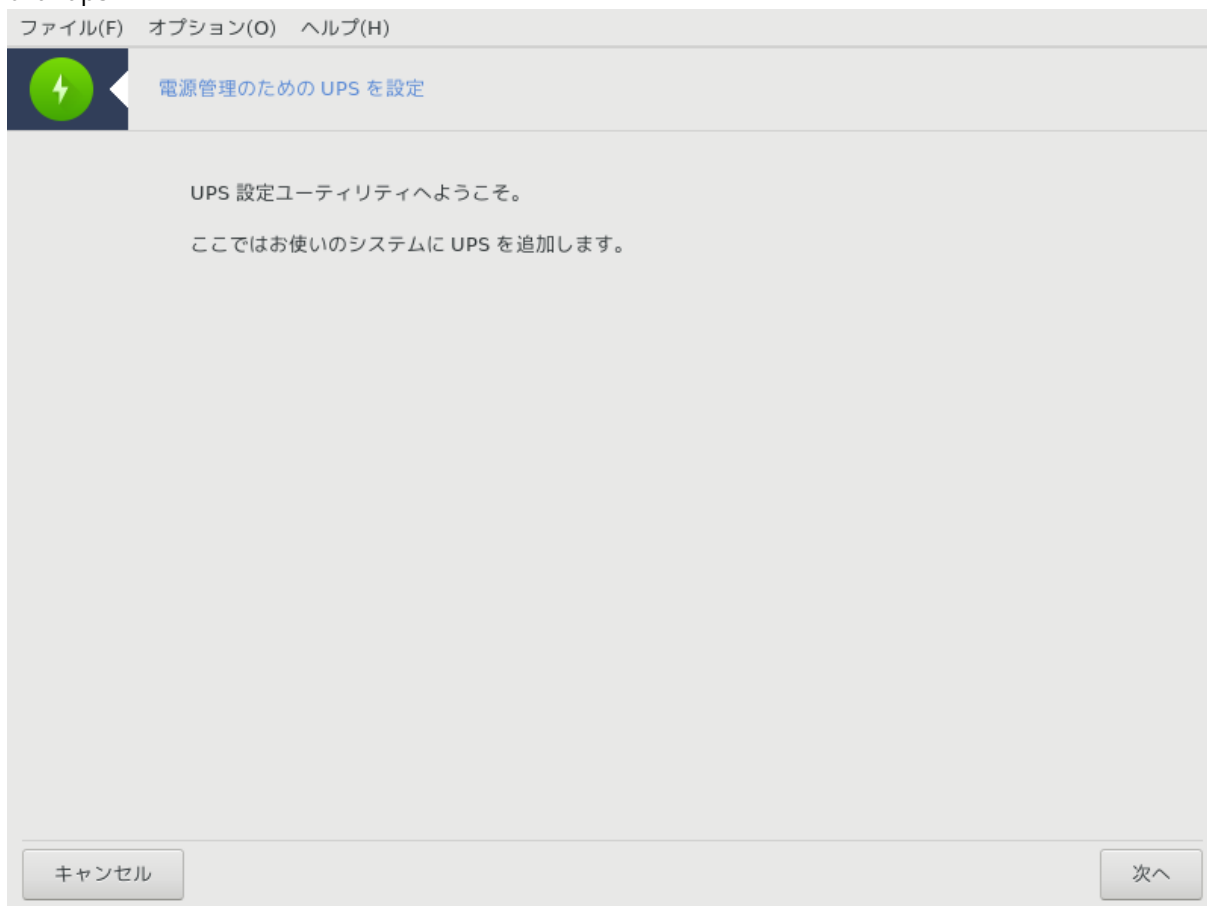 ファイル(F) オプション(O) ヘルプ(H)
電源管理のための UPS を設定
UPS 設定ユーティリティへようこそ。
ここではお使いのシステムに UPS を追加します。
キャンセル
次へ